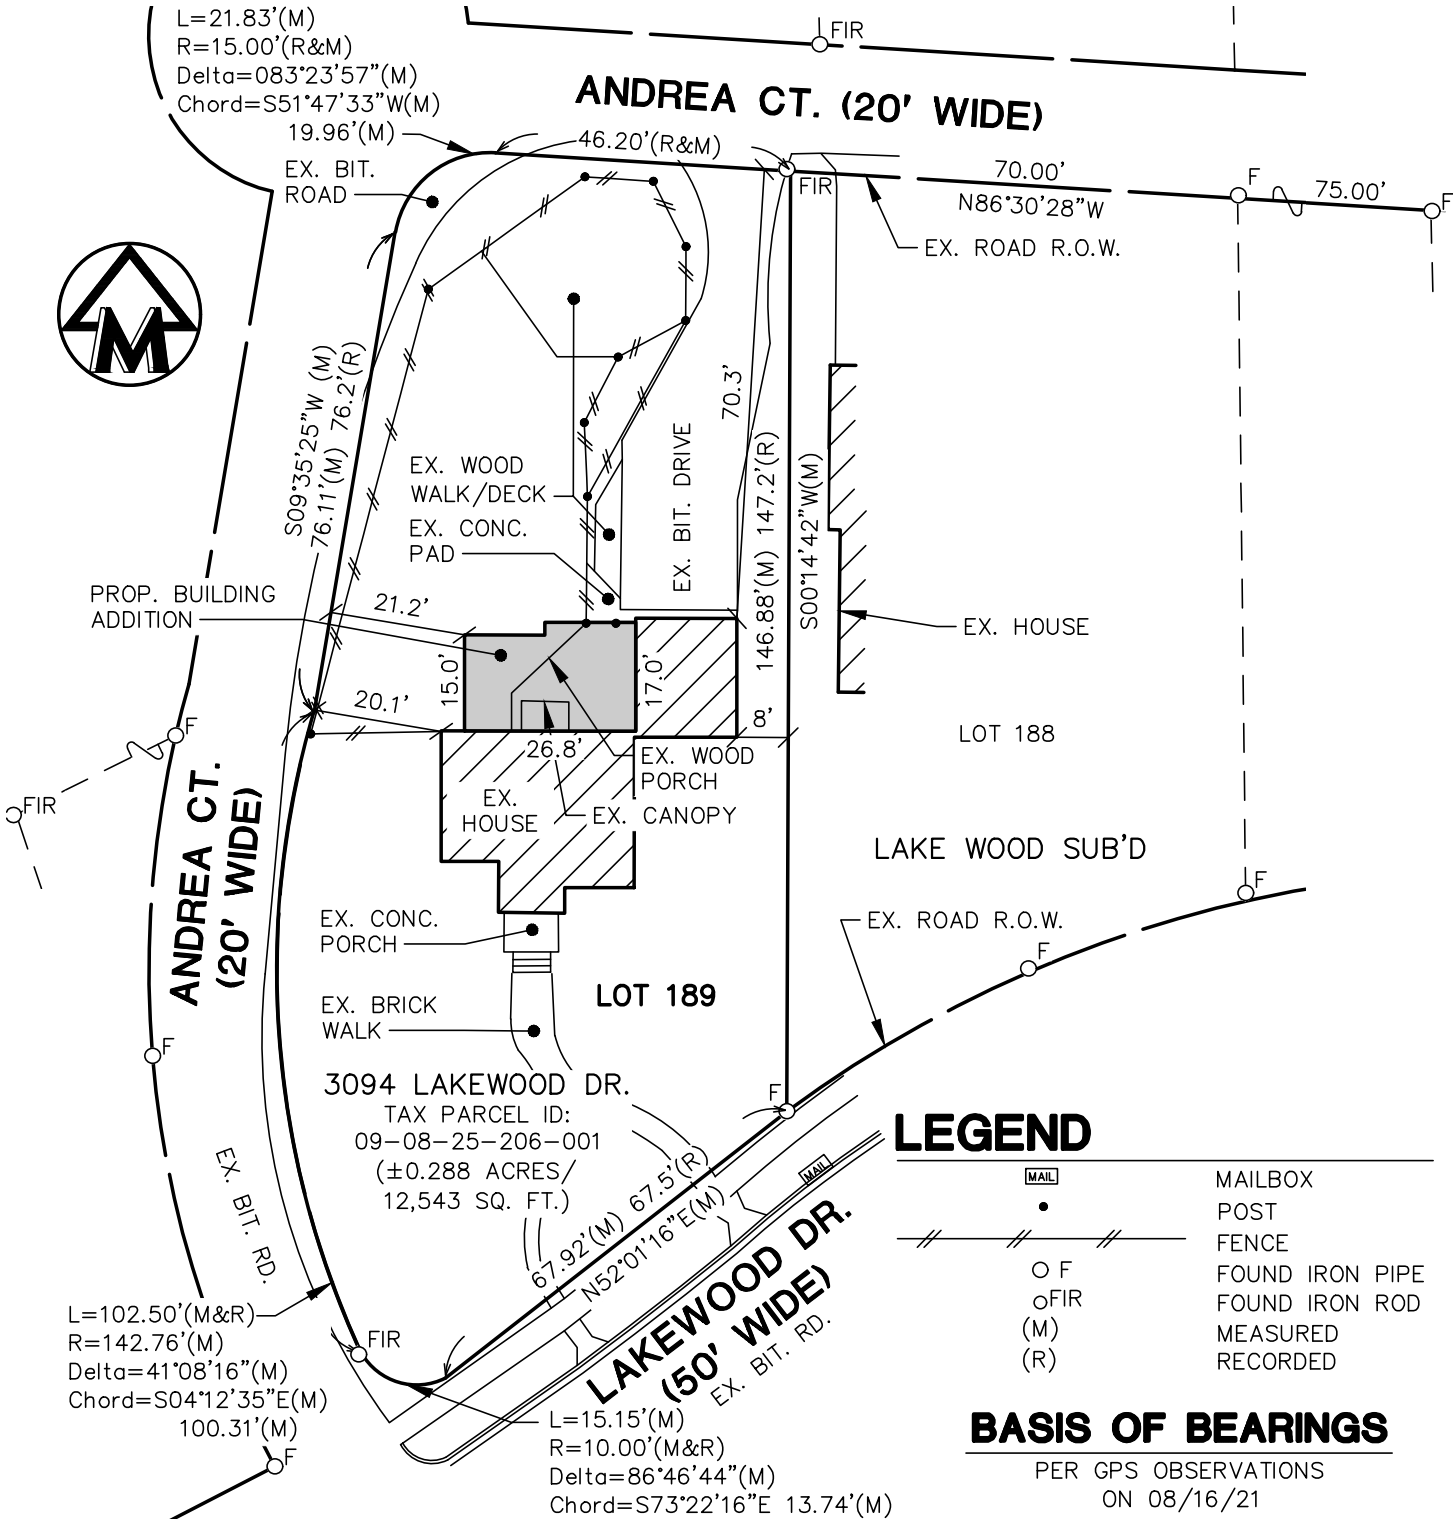 L=21.83'(M)
R=15.00'(R&M)
Delta=083°23'57"(M)
Chord=S51°47'33"W(M)
19.96'(M)
FIR
ANDREA CT. (20' WIDE)
46.20'(R&M)
EX. BIT.
ROAD
FIR
70.00'
N86°30'28"W
F
75.00'
F
EX. ROAD R.O.W.
M
S09°35'25"W (M)
76.11'(M) 76.2'(R)
70.3'
EX. WOOD
WALK/DECK
EX. CONC.
PAD
EX. BIT. DRIVE
146.88'(M) 147.2'(R)
S00°14'42"W(M)
PROP. BUILDING
ADDITION
21.2'
EX. HOUSE
15.0'
17.0'
20.1'
8'
F
LOT 188
26.8'
EX. WOOD
PORCH
EX.
HOUSE
EX. CANOPY
FIR
ANDREA CT.
(20' WIDE)
LAKE WOOD SUB'D
F
EX. CONC.
PORCH
EX. ROAD R.O.W.
F
LOT 189
EX. BRICK
WALK
F
3094 LAKEWOOD DR.
TAX PARCEL ID:
09-08-25-206-001
(±0.288 ACRES/
12,543 SQ. FT.)
F
EX. BIT. RD.
67.92'(M) 67.5'(R)
N52°01'16"E(M)
MAIL
LAKEWOOD DR.
(50' WIDE)
EX. BIT. RD.
LEGEND
MAIL MAILBOX
POST
FENCE
F FOUND IRON PIPE
FIR FOUND IRON ROD
(M) MEASURED
(R) RECORDED
L=102.50'(M&R)
R=142.76'(M)
Delta=41°08'16"(M)
Chord=S04°12'35"E(M)
100.31'(M)
FIR
F
L=15.15'(M)
R=10.00'(M&R)
Delta=86°46'44"(M)
Chord=S73°22'16"E 13.74'(M)
BASIS OF BEARINGS
PER GPS OBSERVATIONS
ON 08/16/21